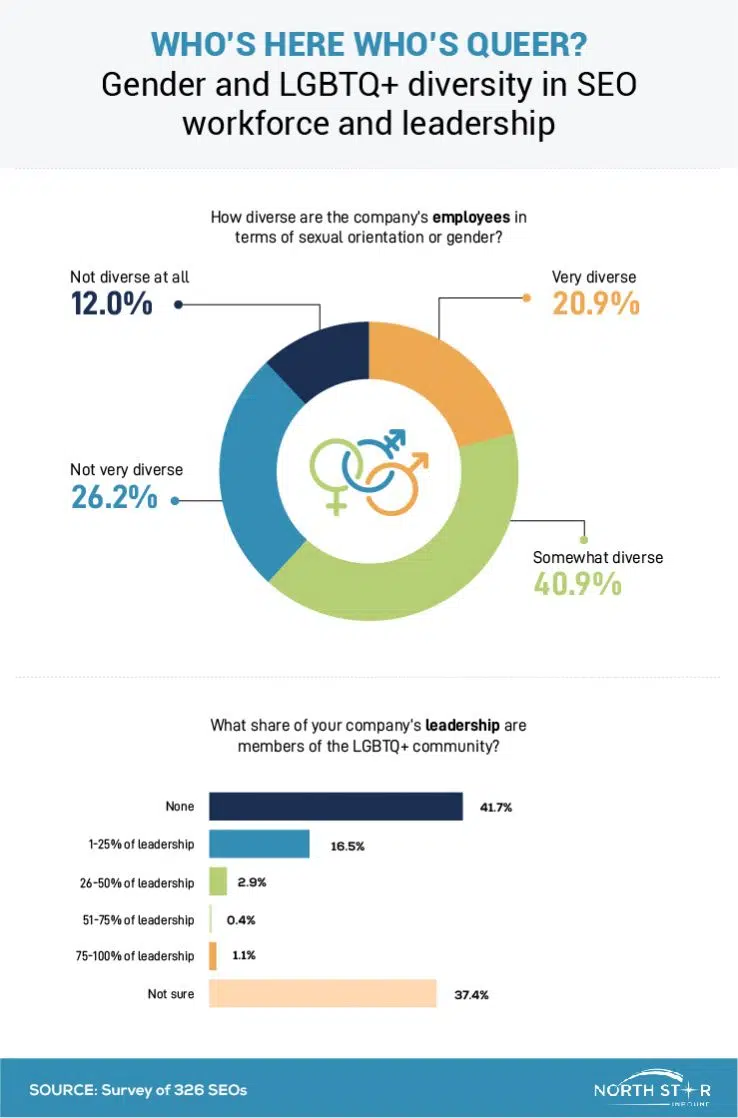 WHO'S HERE WHO'S QUEER?
Gender and LGBTQ+ diversity in SEO
workforce and leadership
How diverse are the company's employees in
terms of sexual orientation or gender?
Not diverse at all
12.0%
Very diverse
20.9%
Not very diverse
26.2%
Somewhat diverse
40.9%
What share of your company's leadership are
members of the LGBTQ+ community?
None 41.7%
1-25% of leadership 16.5%
26-50% of leadership 2.9%
51-75% of leadership 0.4%
75-100% of leadership 1.1%
Not sure 37.4%
SOURCE: Survey of 326 SEOs
NORTH STAR
INBOUND